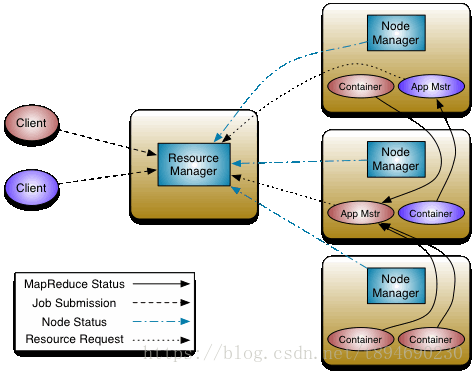 Client
Client
Resource
Manager
Node
Manager
Container
App Mstr
Node
Manager
App Mstr
Container
Node
Manager
Container
Container
MapReduce Status
Job Submission
Node Status
Resource Request
https://blog.csdn.net/t894690230